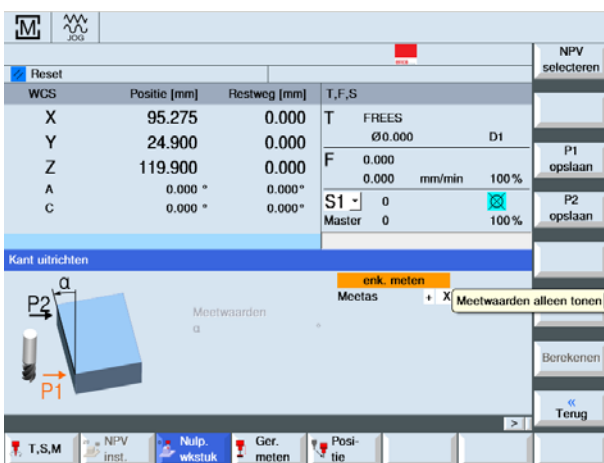 M
JOG
NPV
selecteren
Reset
WCS Positie [mm] Restweg [mm] T,F,S
X 95.275 0.000 T FREES
Ø0.000 D1
Y 24.900 0.000
Z 119.900 0.000 F 0.000
0.000 mm/min 100%
A 0.000 ° 0.000°
C 0.000 ° 0.000° S1 0
Master 0 100%
P1
opslaan
P2
opslaan
Kant uitrichten
α
P2
P1
Meetwaarden
α °
enk. meten
Meetas + X
Meetwaarden alleen tonen
Berekenen
«
Terug
>
T,S,M
NPV
inst.
Nulp.
wkstuk
Ger.
meten
Posi-
tie